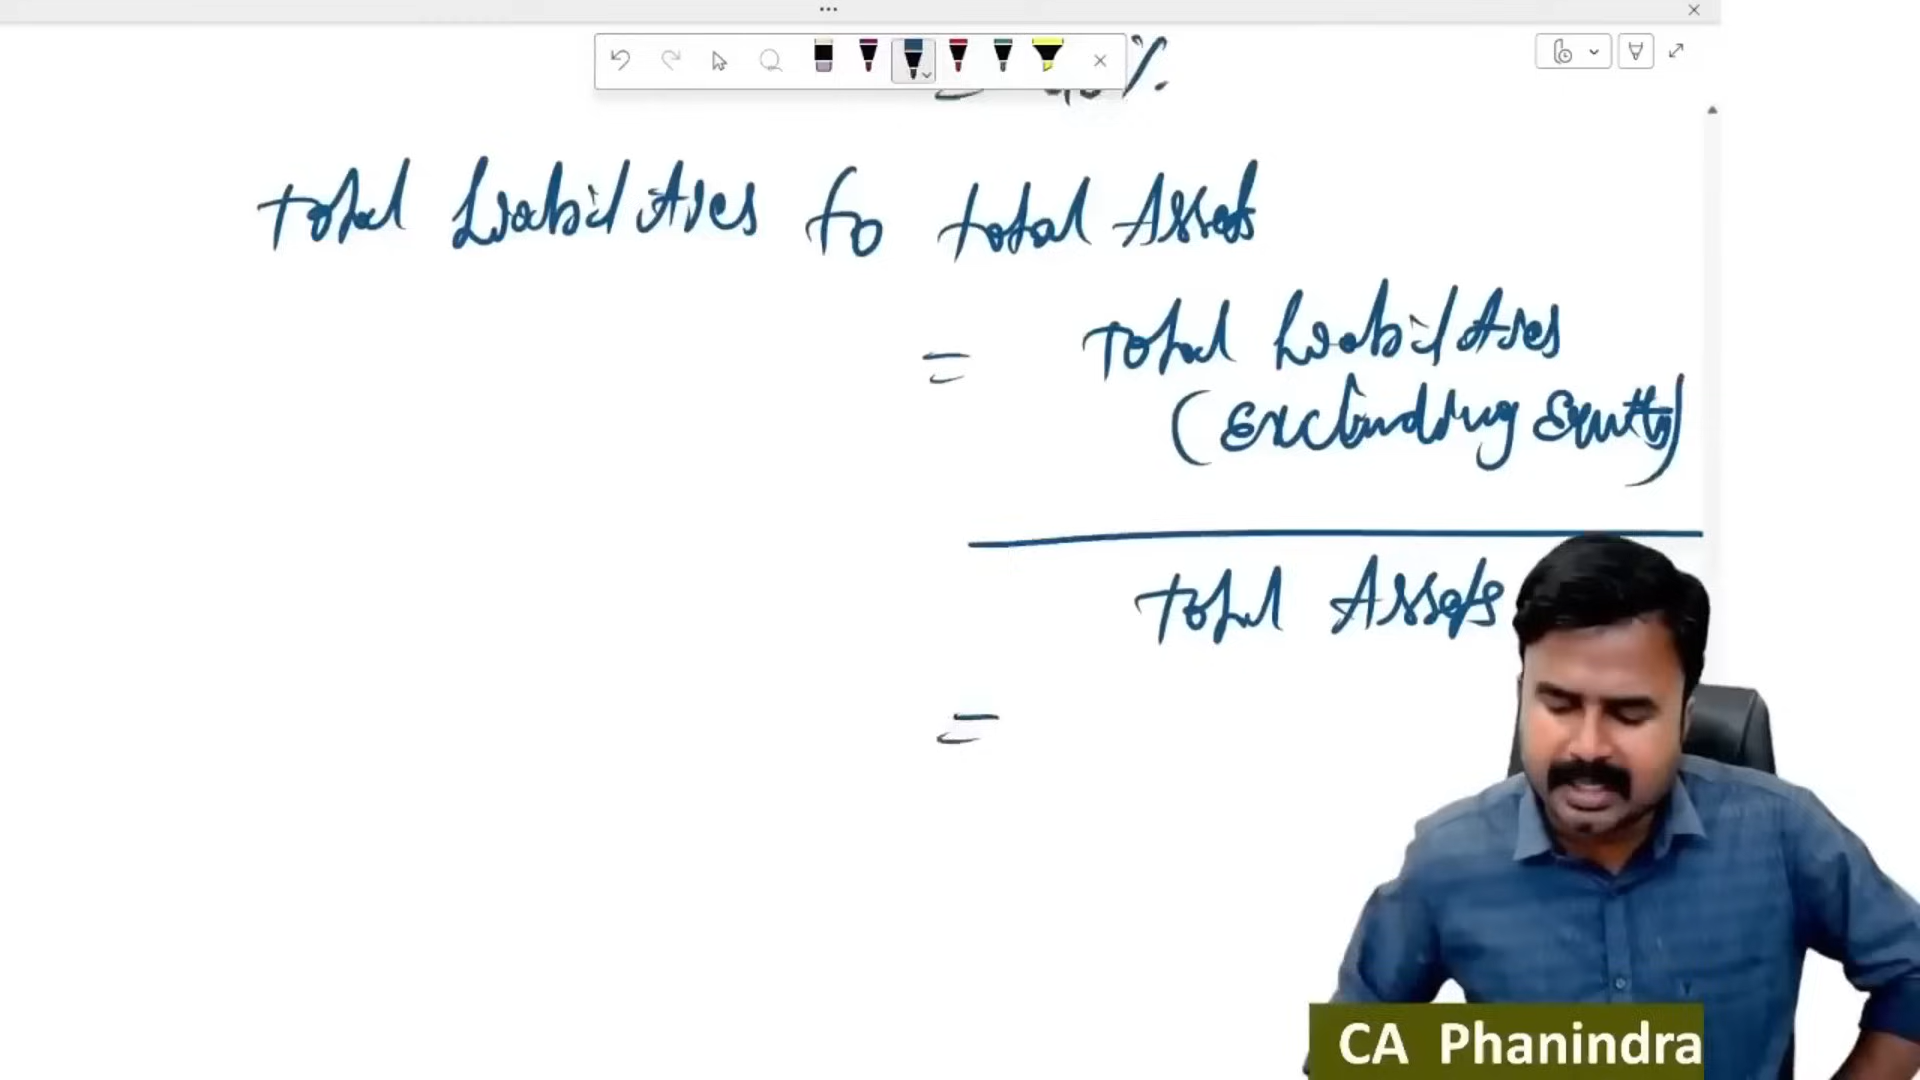 %
Total Liabilities to total Assets
= Total Liabilities
(Excluding Equity)
Total Assets
=
CA Phanindra